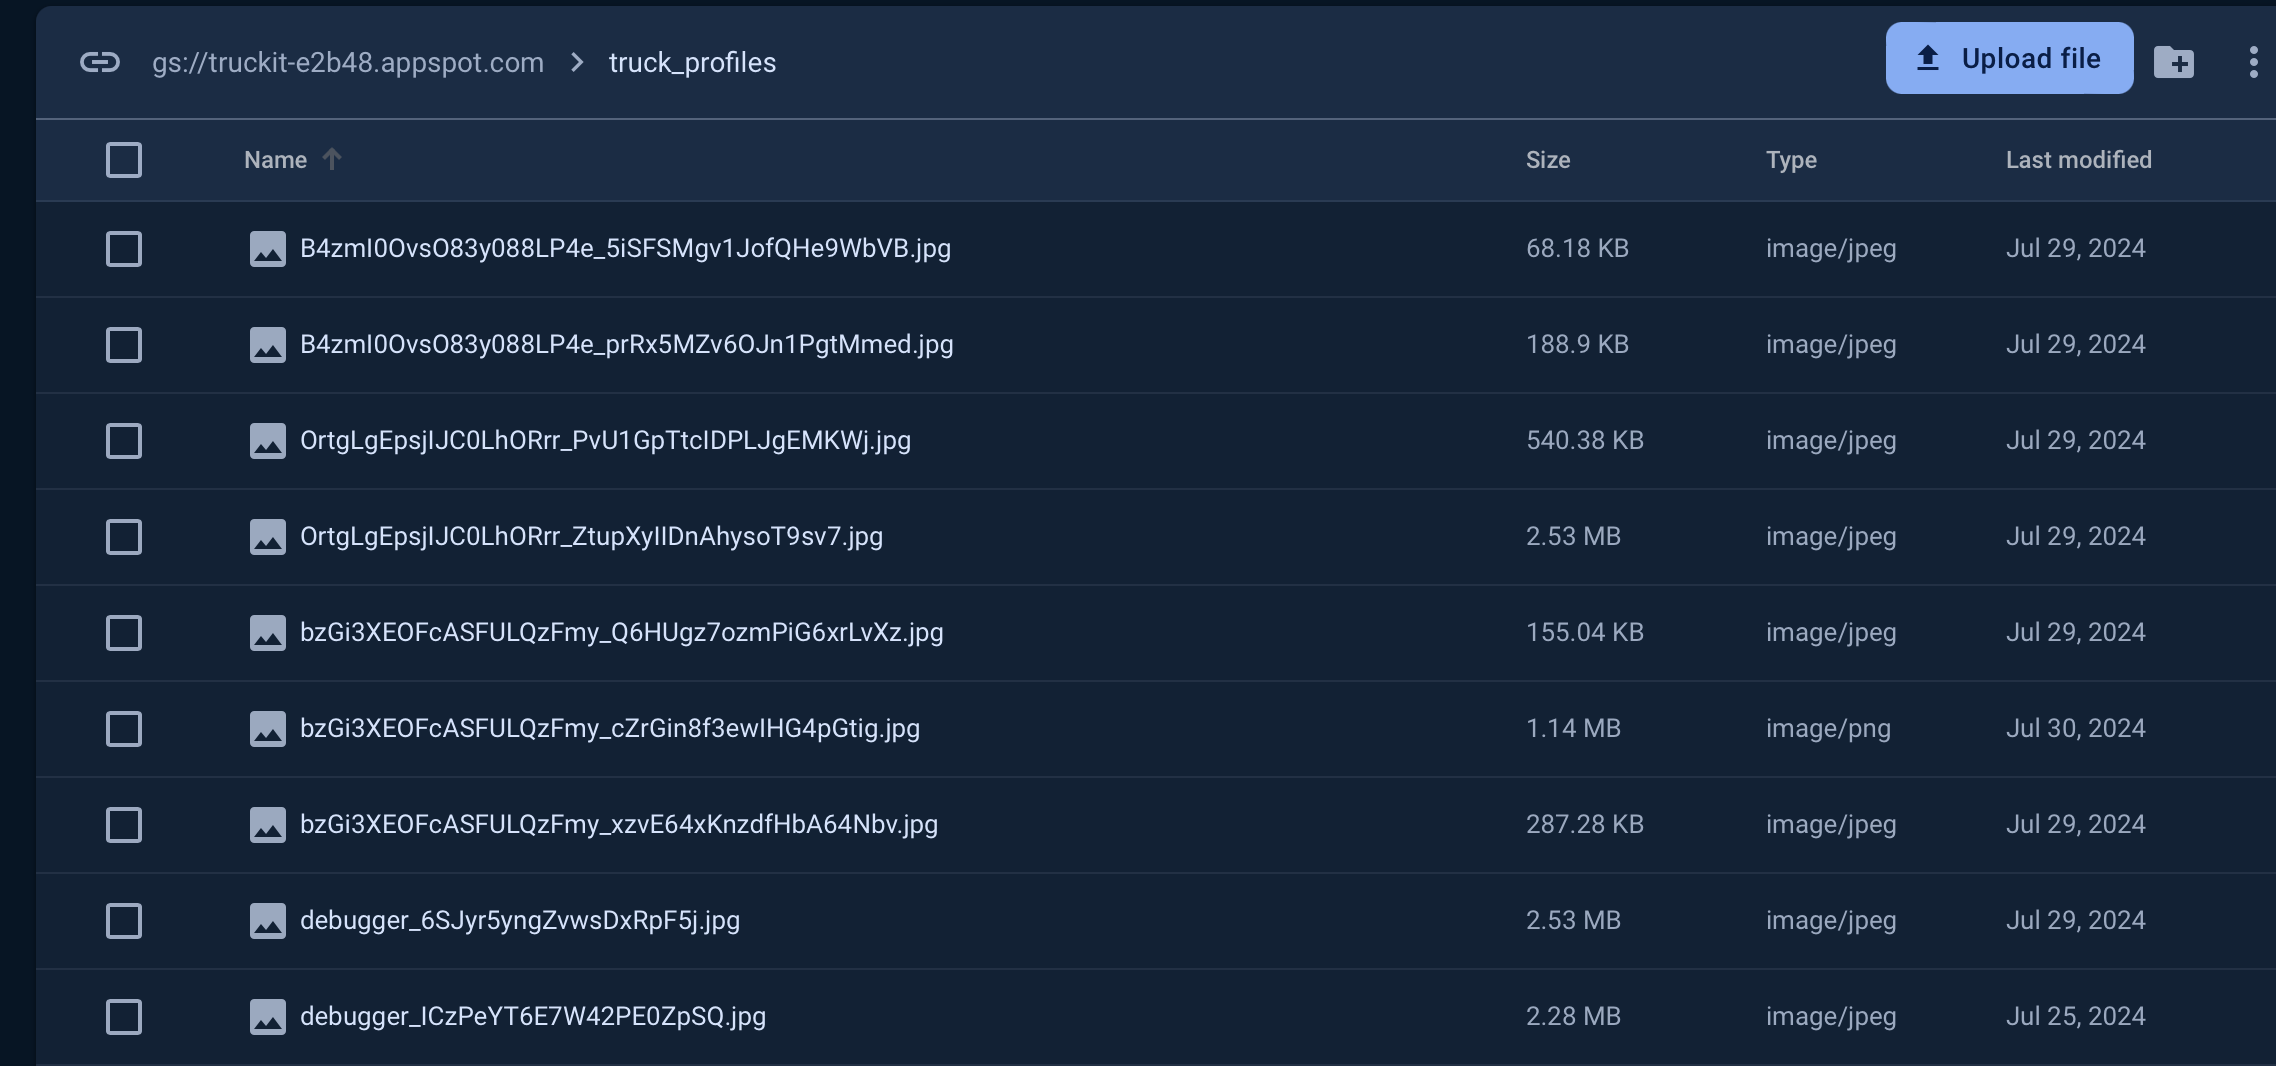 gs://truckit-e2b48.appspot.com > truck_profiles
Upload file
Name Size Type Last modified
B4zmI0OvsO83y088LP4e_5iSFSMgv1JofQHe9WbVB.jpg 68.18 KB image/jpeg Jul 29, 2024
B4zmI0OvsO83y088LP4e_prRx5MZv6OJn1PgtMmed.jpg 188.9 KB image/jpeg Jul 29, 2024
OrtgLgEpsjIJC0LhORrr_PvU1GpTtcIDPLJgEMKWj.jpg 540.38 KB image/jpeg Jul 29, 2024
OrtgLgEpsjIJC0LhORrr_ZtupXyIIDnAhysoT9sv7.jpg 2.53 MB image/jpeg Jul 29, 2024
bzGi3XEOFcASFULQzFmy_Q6HUgz7ozmPiG6xrLvXz.jpg 155.04 KB image/jpeg Jul 29, 2024
bzGi3XEOFcASFULQzFmy_cZrGin8f3ewIHG4pGtig.jpg 1.14 MB image/png Jul 30, 2024
bzGi3XEOFcASFULQzFmy_xzvE64xKnzdfHbA64Nbv.jpg 287.28 KB image/jpeg Jul 29, 2024
debugger_6SJyr5yngZvwsDxRpF5j.jpg 2.53 MB image/jpeg Jul 29, 2024
debugger_ICzPeYT6E7W42PE0ZpSQ.jpg 2.28 MB image/jpeg Jul 25, 2024